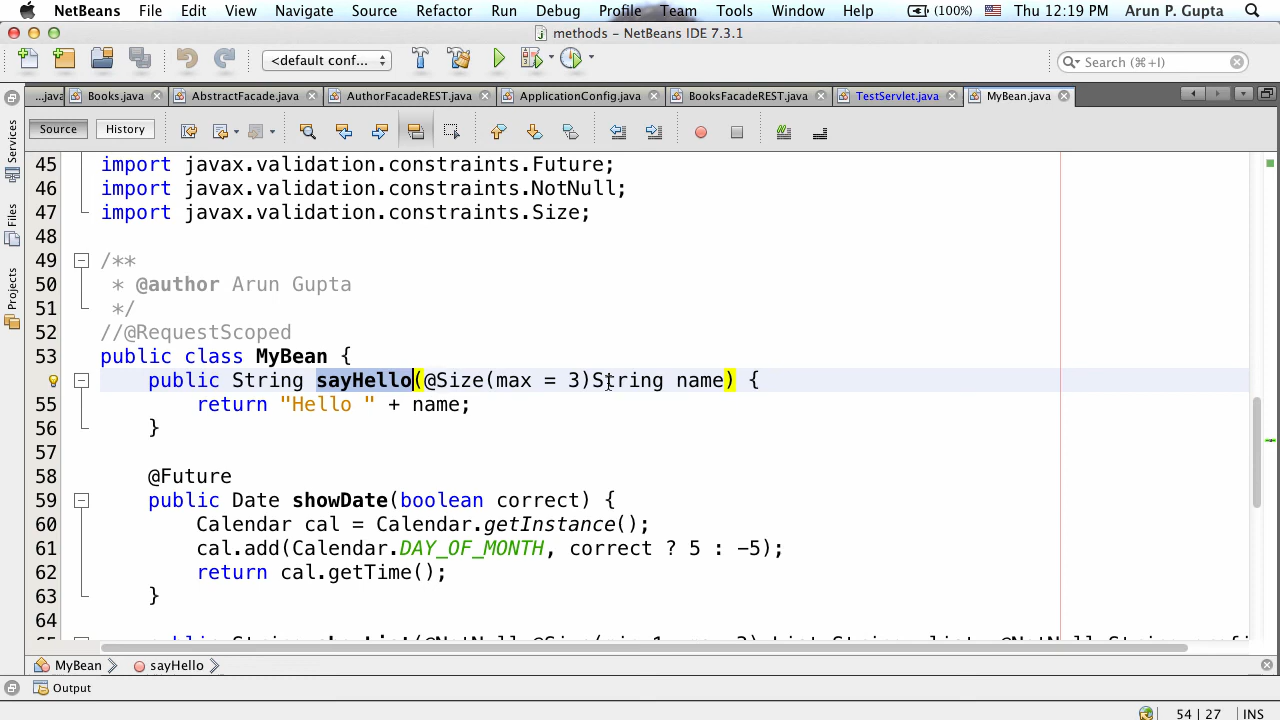 NetBeans File Edit View Navigate Source Refactor Run Debug Profile Team Tools Window Help (100%) Thu 12:19 PM Arun P. Gupta
methods – NetBeans IDE 7.3.1
<default conf... Search (⌘+I)
...java Books.java AbstractFacade.java AuthorFacadeREST.java ApplicationConfig.java BooksFacadeREST.java TestServlet.java MyBean.java
Source History
Services
Files
Projects
45 import javax.validation.constraints.Future;
46 import javax.validation.constraints.NotNull;
47 import javax.validation.constraints.Size;
48
49 /**
50 * @author Arun Gupta
51 */
52 //@RequestScoped
53 public class MyBean {
public String sayHello(@Size(max = 3)String name) {
55 return "Hello " + name;
56 }
57
58 @Future
59 public Date showDate(boolean correct) {
60 Calendar cal = Calendar.getInstance();
61 cal.add(Calendar.DAY_OF_MONTH, correct ? 5 : -5);
62 return cal.getTime();
63 }
64
MyBean sayHello
Output
54 | 27 INS